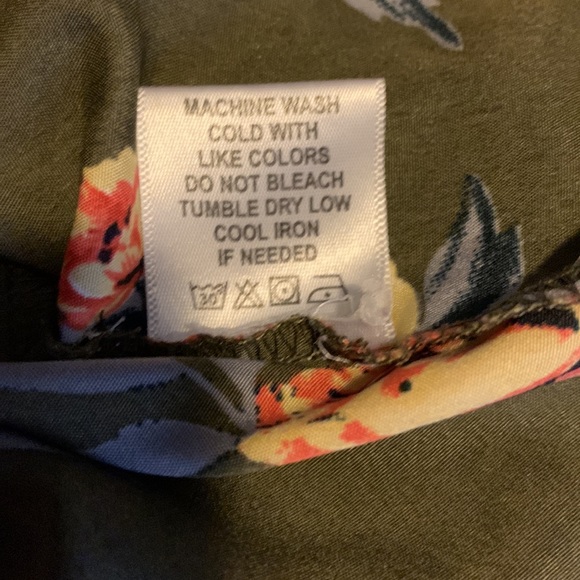 MACHINE WASH
COLD WITH
LIKE COLORS
DO NOT BLEACH
TUMBLE DRY LOW
COOL IRON
IF NEEDED
30